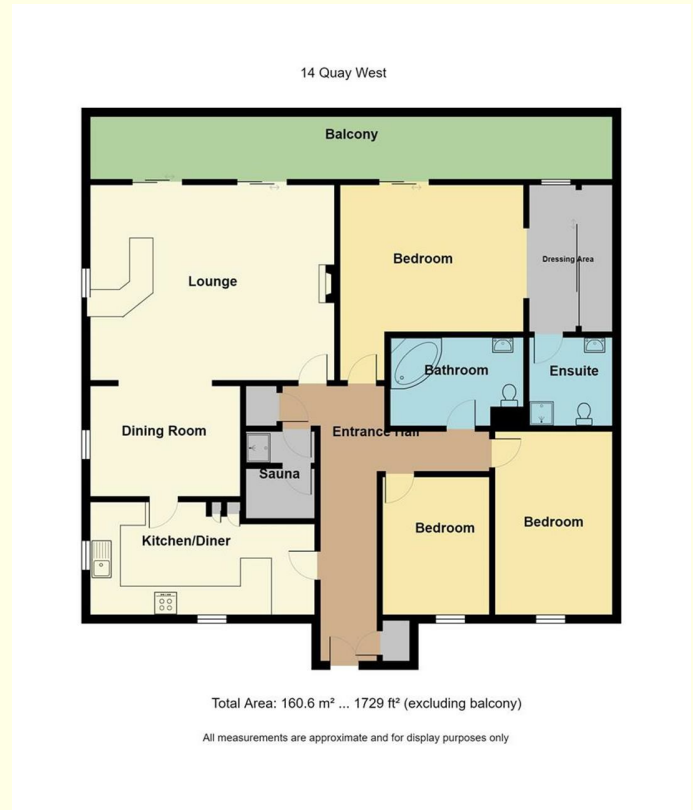 14 Quay West
Balcony
Bedroom
Dressing Area
Lounge
Bathroom
Ensuite
Dining Room
Entrance Hall
Sauna
Bedroom
Bedroom
Kitchen/Diner
Total Area: 160.6 m² ... 1729 ft² (excluding balcony)
All measurements are approximate and for display purposes only